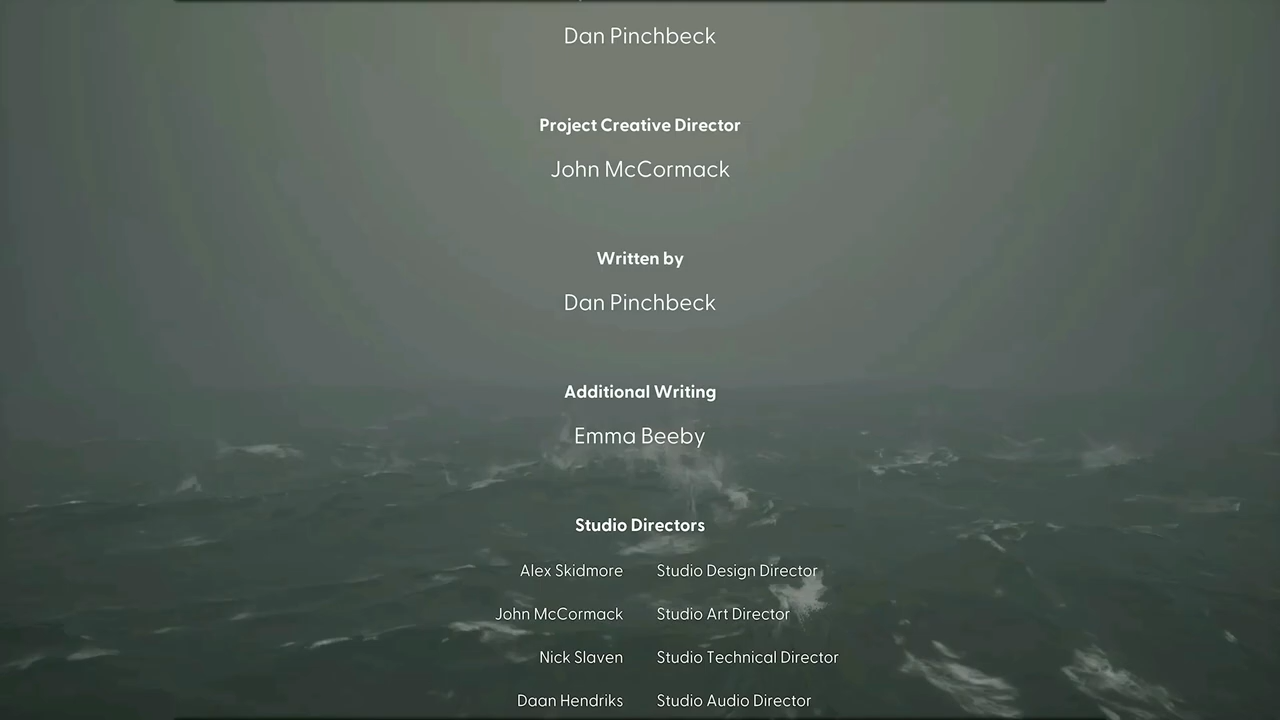 Dan Pinchbeck
Project Creative Director
John McCormack
Written by
Dan Pinchbeck
Additional Writing
Emma Beeby
Studio Directors
Alex Skidmore Studio Design Director
John McCormack Studio Art Director
Nick Slaven Studio Technical Director
Daan Hendriks Studio Audio Director